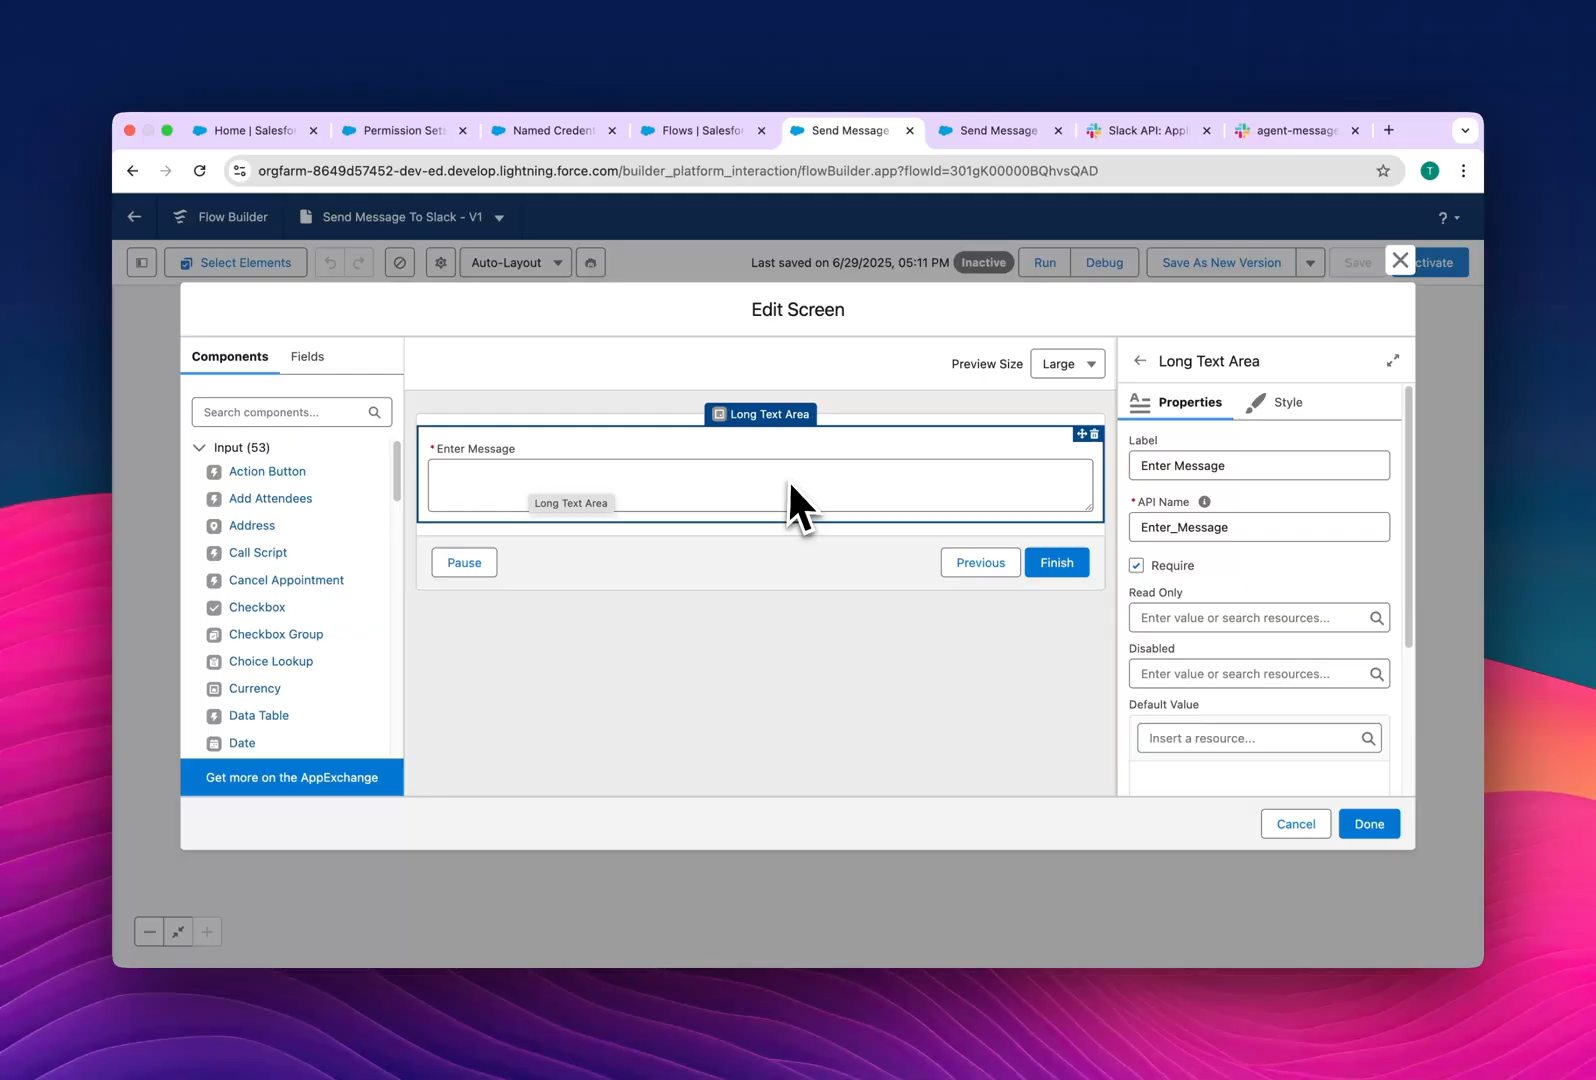 Home | Salesfo
Permission Sets
Named Credent
Flows | Salesfo
Send Message
Send Message
Slack API: Appl
agent-message
orgfarm-8649d57452-dev-ed.develop.lightning.force.com/builder_platform_interaction/flowBuilder.app?flowId=301gK00000BQhvsQAD
T
Flow Builder
Send Message To Slack - V1
?
Select Elements
Auto-Layout
Last saved on 6/29/2025, 05:11 PM
Inactive
Run
Debug
Save As New Version
Save
ctivate
Edit Screen
Components
Fields
Search components...
Input (53)
Action Button
Add Attendees
Address
Call Script
Cancel Appointment
Checkbox
Checkbox Group
Choice Lookup
Currency
Data Table
Date
Get more on the AppExchange
Preview Size
Large
Long Text Area
* Enter Message
Long Text Area
Pause
Previous
Finish
Long Text Area
Properties
Style
Label
Enter Message
* API Name
Enter_Message
Require
Read Only
Enter value or search resources...
Disabled
Enter value or search resources...
Default Value
Insert a resource...
Cancel
Done